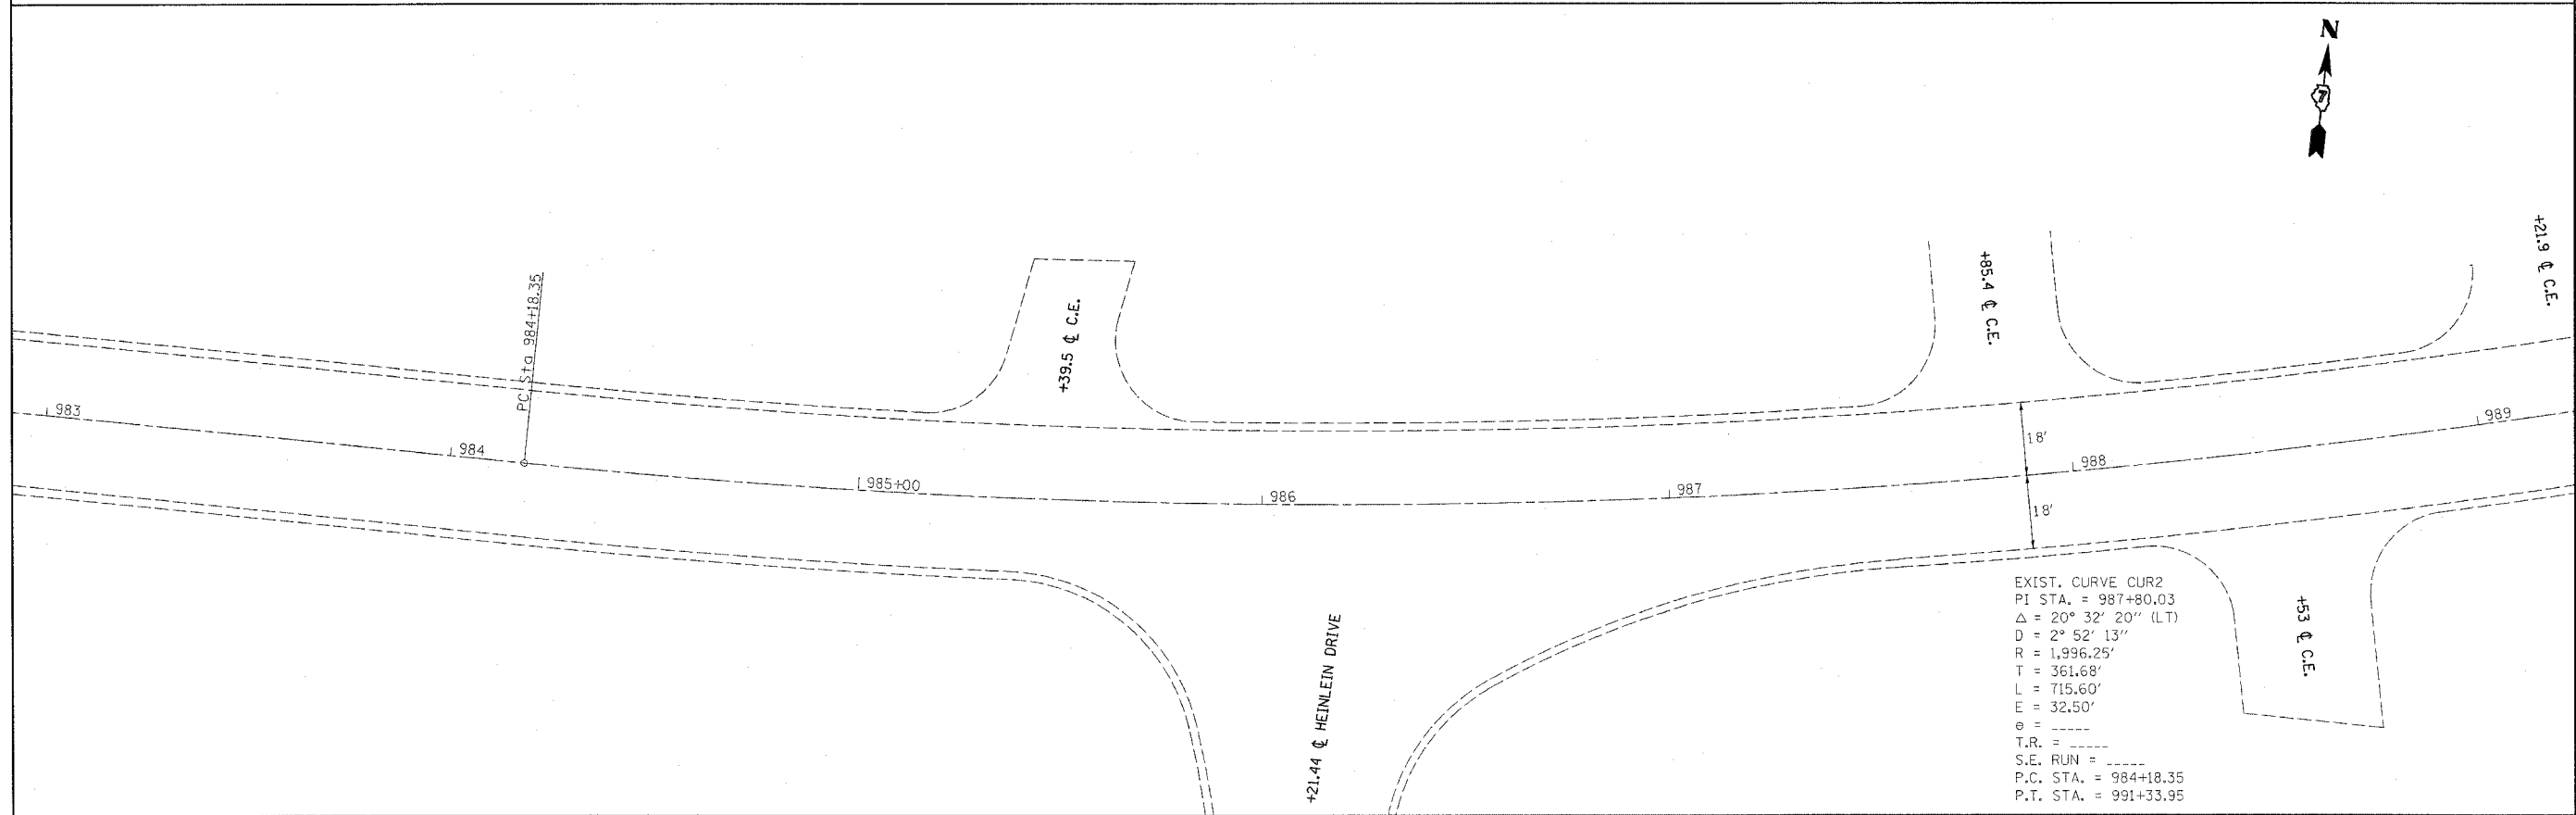 N
7
+21.9 ℄ C.E.
+85.4 ℄ C.E.
PC Sta 984+18.35
+39.5 ℄ C.E.
983
984
985+00
986
987
988
989
18'
18'
+21.44 ℄ HEINLEIN DRIVE
+53 ℄ C.E.
EXIST. CURVE CUR2
PI STA. = 987+80.03
Δ = 20° 32' 20" (LT)
D = 2° 52' 13"
R = 1,996.25'
T = 361.68'
L = 715.60'
E = 32.50'
e = _____
T.R. = _____
S.E. RUN = _____
P.C. STA. = 984+18.35
P.T. STA. = 991+33.95